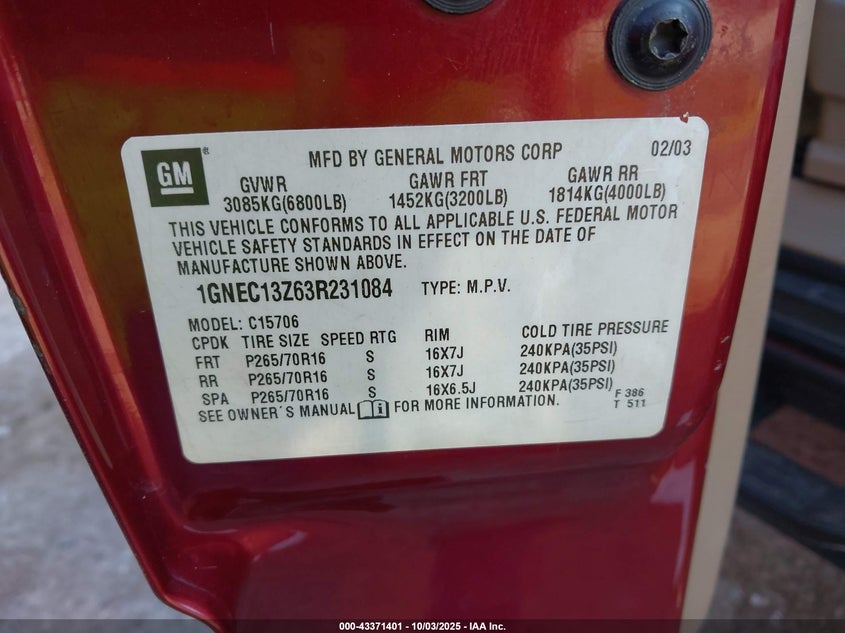 GM
MFD BY GENERAL MOTORS CORP 02/03
GVWR GAWR FRT GAWR RR
3085KG(6800LB) 1452KG(3200LB) 1814KG(4000LB)
THIS VEHICLE CONFORMS TO ALL APPLICABLE U.S. FEDERAL MOTOR
VEHICLE SAFETY STANDARDS IN EFFECT ON THE DATE OF
MANUFACTURE SHOWN ABOVE.
1GNEC13Z63R231084 TYPE: M.P.V.
MODEL: C15706
CPDK TIRE SIZE SPEED RTG RIM COLD TIRE PRESSURE
FRT P265/70R16 S 16X7J 240KPA(35PSI)
RR P265/70R16 S 16X7J 240KPA(35PSI)
SPA P265/70R16 S 16X6.5J 240KPA(35PSI)
SEE OWNER'S MANUAL FOR MORE INFORMATION.
F 386
T 511
000-43371401 - 10/03/2025 - IAA Inc.